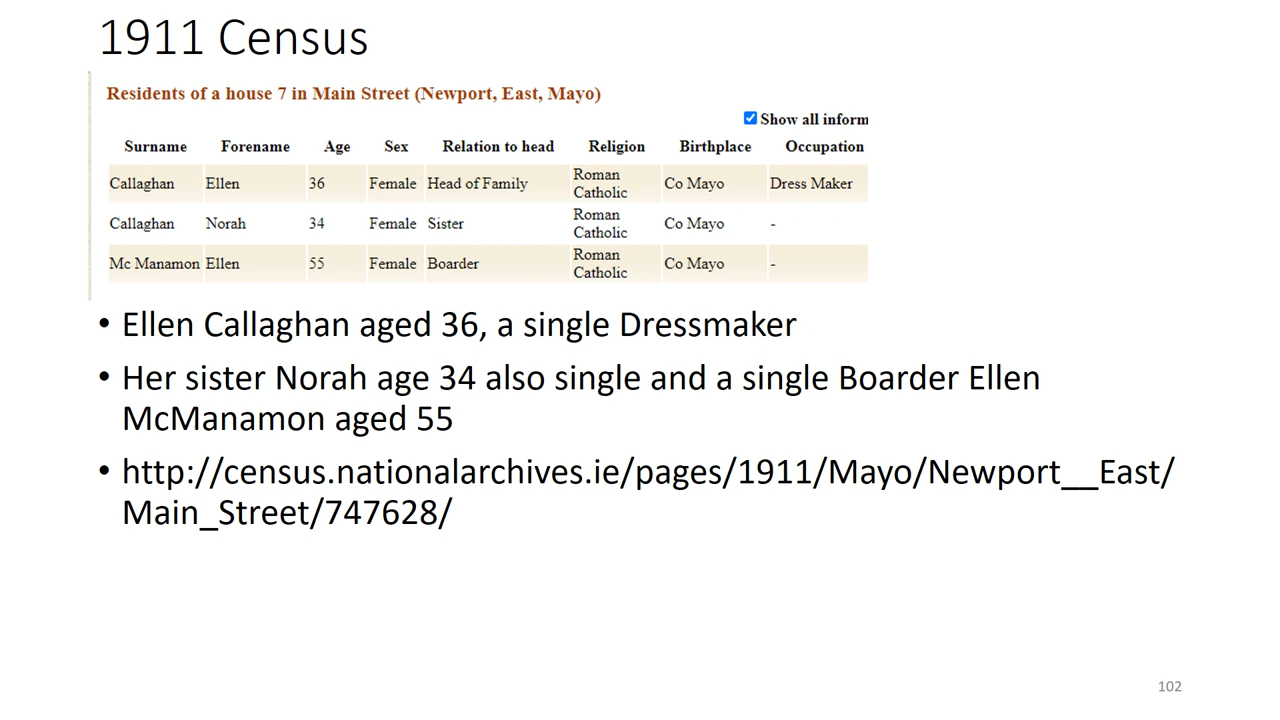 1911 Census
Residents of a house 7 in Main Street (Newport, East, Mayo)
Show all inform
Surname Forename Age Sex Relation to head Religion Birthplace Occupation
Callaghan Ellen 36 Female Head of Family Roman Catholic Co Mayo Dress Maker
Callaghan Norah 34 Female Sister Roman Catholic Co Mayo -
Mc Manamon Ellen 55 Female Boarder Roman Catholic Co Mayo -
• Ellen Callaghan aged 36, a single Dressmaker
• Her sister Norah age 34 also single and a single Boarder Ellen
McManamon aged 55
• http://census.nationalarchives.ie/pages/1911/Mayo/Newport__East/
Main_Street/747628/
102